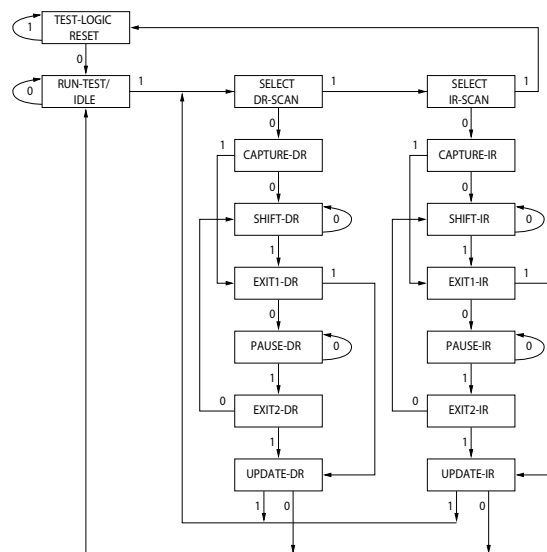 TEST-LOGIC
RESET
1
0
RUN-TEST/
IDLE
0
1
SELECT
DR-SCAN
1
SELECT
IR-SCAN
1
0
0
1
CAPTURE-DR
1
CAPTURE-IR
0
0
SHIFT-DR
0
SHIFT-IR
0
1
1
EXIT1-DR
1
EXIT1-IR
1
0
0
PAUSE-DR
0
PAUSE-IR
0
1
1
0
EXIT2-DR
0
EXIT2-IR
1
1
UPDATE-DR
UPDATE-IR
1
0
1
0